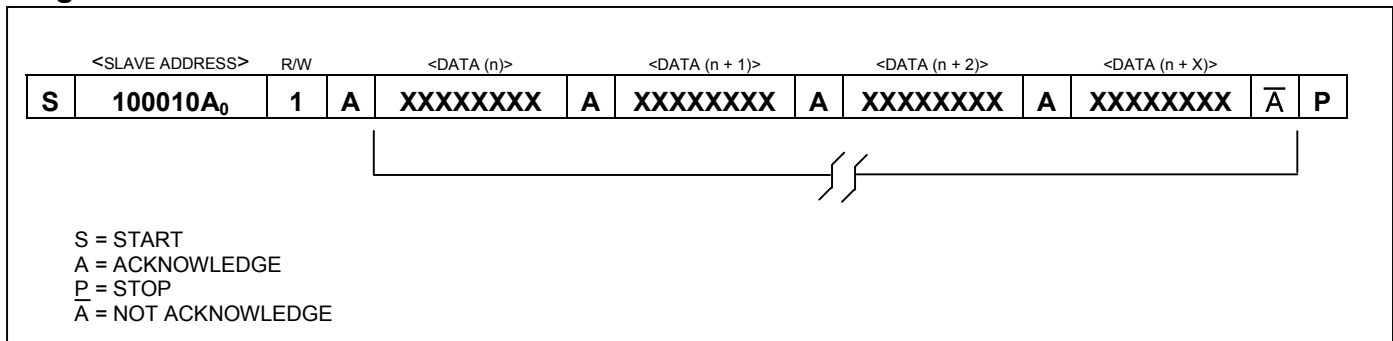 <SLAVE ADDRESS> R/W <DATA (n)> <DATA (n + 1)> <DATA (n + 2)> <DATA (n + X)>
S 100010A₀ 1 A XXXXXXXX A XXXXXXXX A XXXXXXXX A XXXXXXXX A̅ P
S = START
A = ACKNOWLEDGE
P = STOP
A̅ = NOT ACKNOWLEDGE